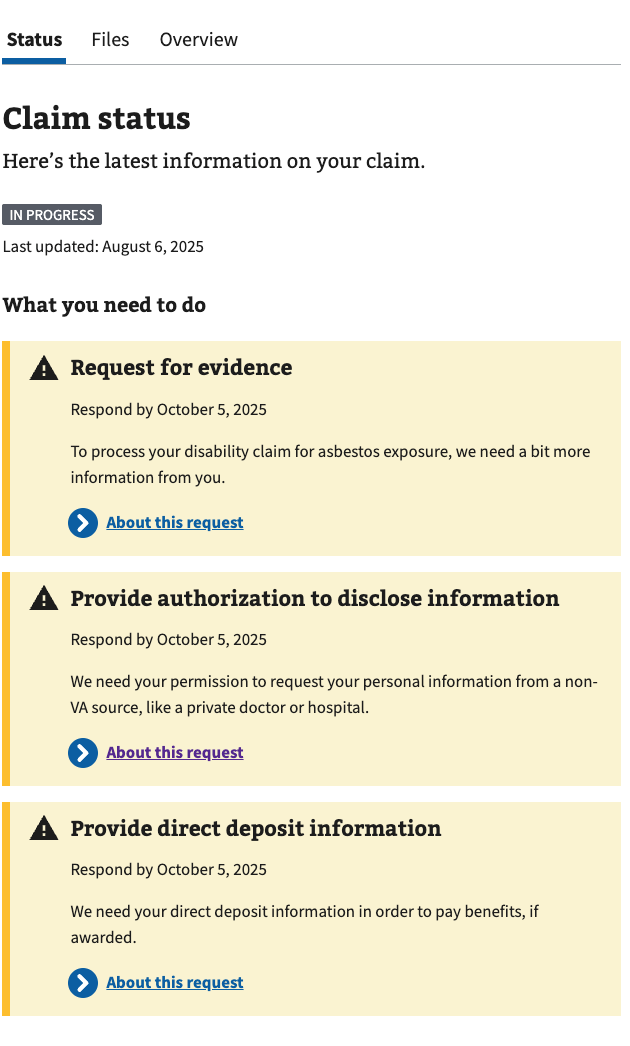 Status Files Overview
Claim status
Here’s the latest information on your claim.
IN PROGRESS
Last updated: August 6, 2025
What you need to do
Request for evidence
Respond by October 5, 2025
To process your disability claim for asbestos exposure, we need a bit more
information from you.
About this request
Provide authorization to disclose information
Respond by October 5, 2025
We need your permission to request your personal information from a non-
VA source, like a private doctor or hospital.
About this request
Provide direct deposit information
Respond by October 5, 2025
We need your direct deposit information in order to pay benefits, if
awarded.
About this request